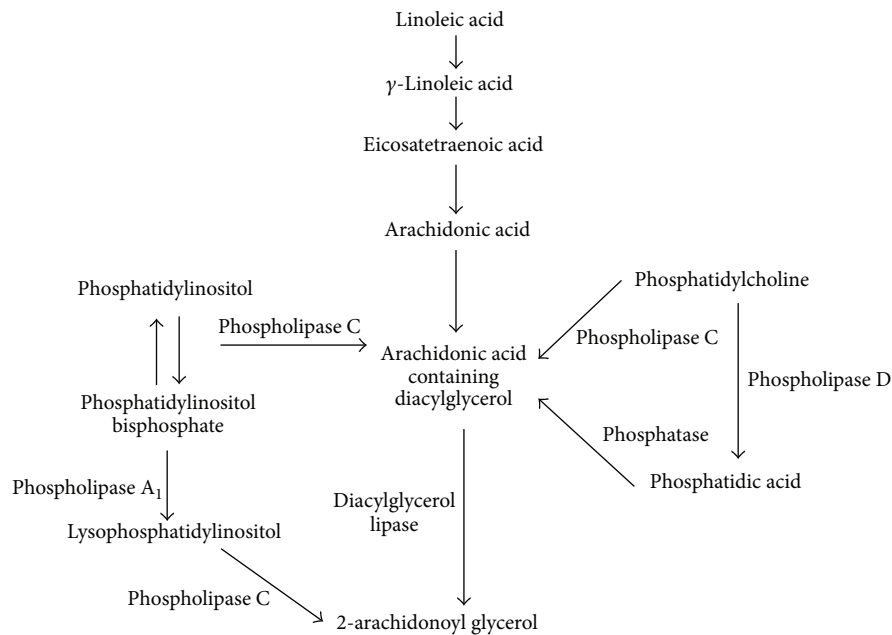 Linoleic acid
γ-Linoleic acid
Eicosatetraenoic acid
Arachidonic acid
Phosphatidylinositol
Phosphatidylcholine
Phospholipase C
Phospholipase C
Arachidonic acid
containing
diacylglycerol
Phospholipase D
Phosphatidylinositol
bisphosphate
Phosphatase
Phosphatidic acid
Phospholipase A₁
Diacylglycerol
lipase
Lysophosphatidylinositol
Phospholipase C
2-arachidonoyl glycerol